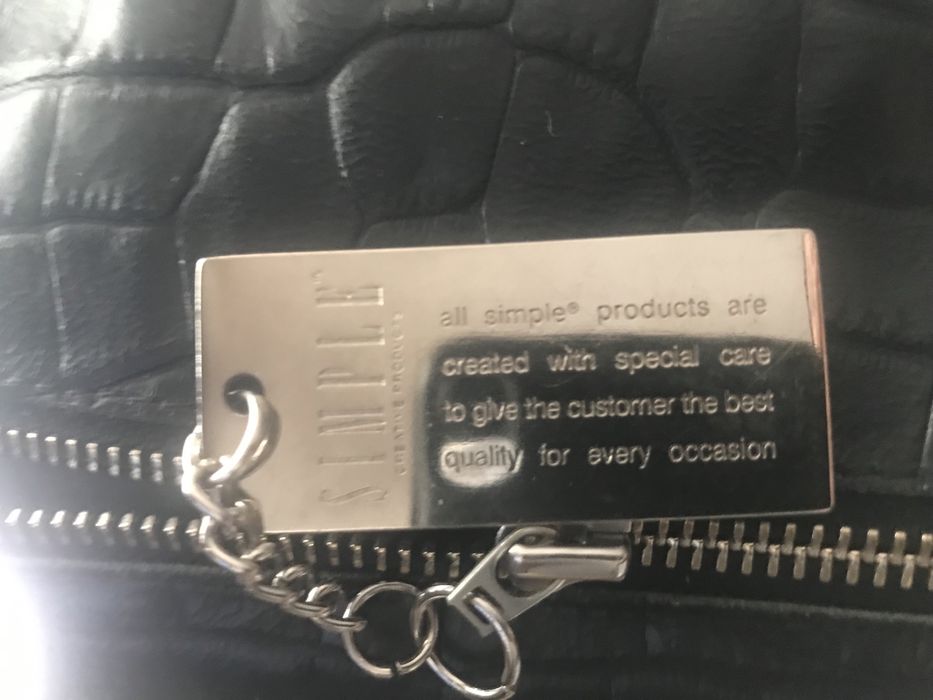 SIMPLE
CREATIVE PRODUCTS
all simple® products are
created with special care
to give the customer the best
quality for every occasion